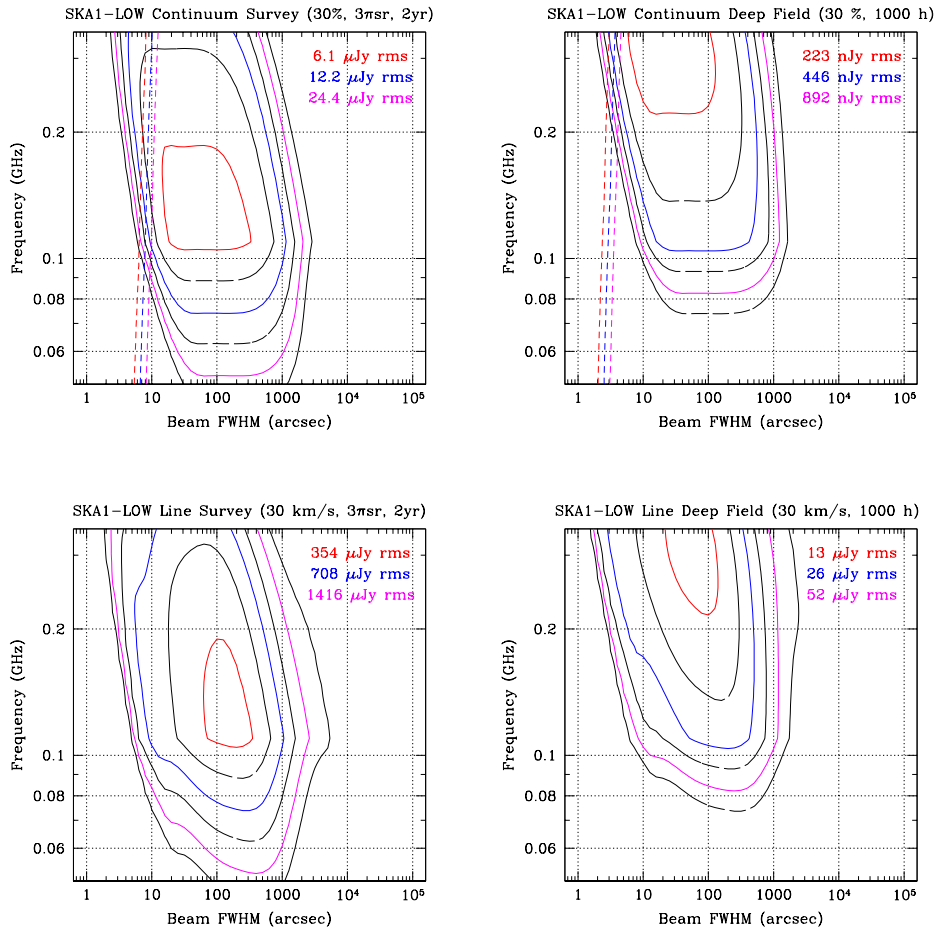 SKA1-LOW Continuum Survey (30%, 3πsr, 2yr)
6.1 μJy rms
12.2 μJy rms
24.4 μJy rms
Frequency (GHz)
0.2
0.1
0.08
0.06
1 10 100 1000 10⁴ 10⁵
Beam FWHM (arcsec)
SKA1-LOW Continuum Deep Field (30 %, 1000 h)
223 nJy rms
446 nJy rms
892 nJy rms
Frequency (GHz)
0.2
0.1
0.08
0.06
1 10 100 1000 10⁴ 10⁵
Beam FWHM (arcsec)
SKA1-LOW Line Survey (30 km/s, 3πsr, 2yr)
354 μJy rms
708 μJy rms
1416 μJy rms
Frequency (GHz)
0.2
0.1
0.08
0.06
1 10 100 1000 10⁴ 10⁵
Beam FWHM (arcsec)
SKA1-LOW Line Deep Field (30 km/s, 1000 h)
13 μJy rms
26 μJy rms
52 μJy rms
Frequency (GHz)
0.2
0.1
0.08
0.06
1 10 100 1000 10⁴ 10⁵
Beam FWHM (arcsec)